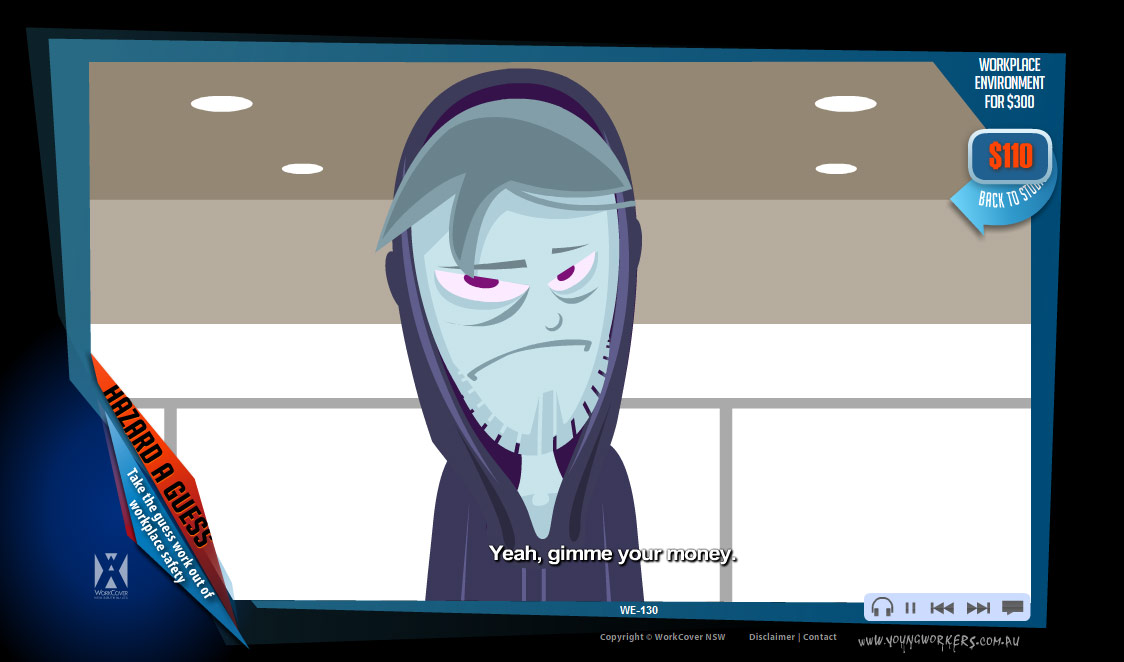 WORKPLACE
ENVIRONMENT
FOR $300
$110
BACK TO
HAZARD A GUESS
Take the guess work out of
workplace safety
WORKCOVER
Yeah, gimme your money.
WE-130
Copyright © WorkCover NSW
Disclaimer | Contact
www.YOUNGWORKERS.COM.AU